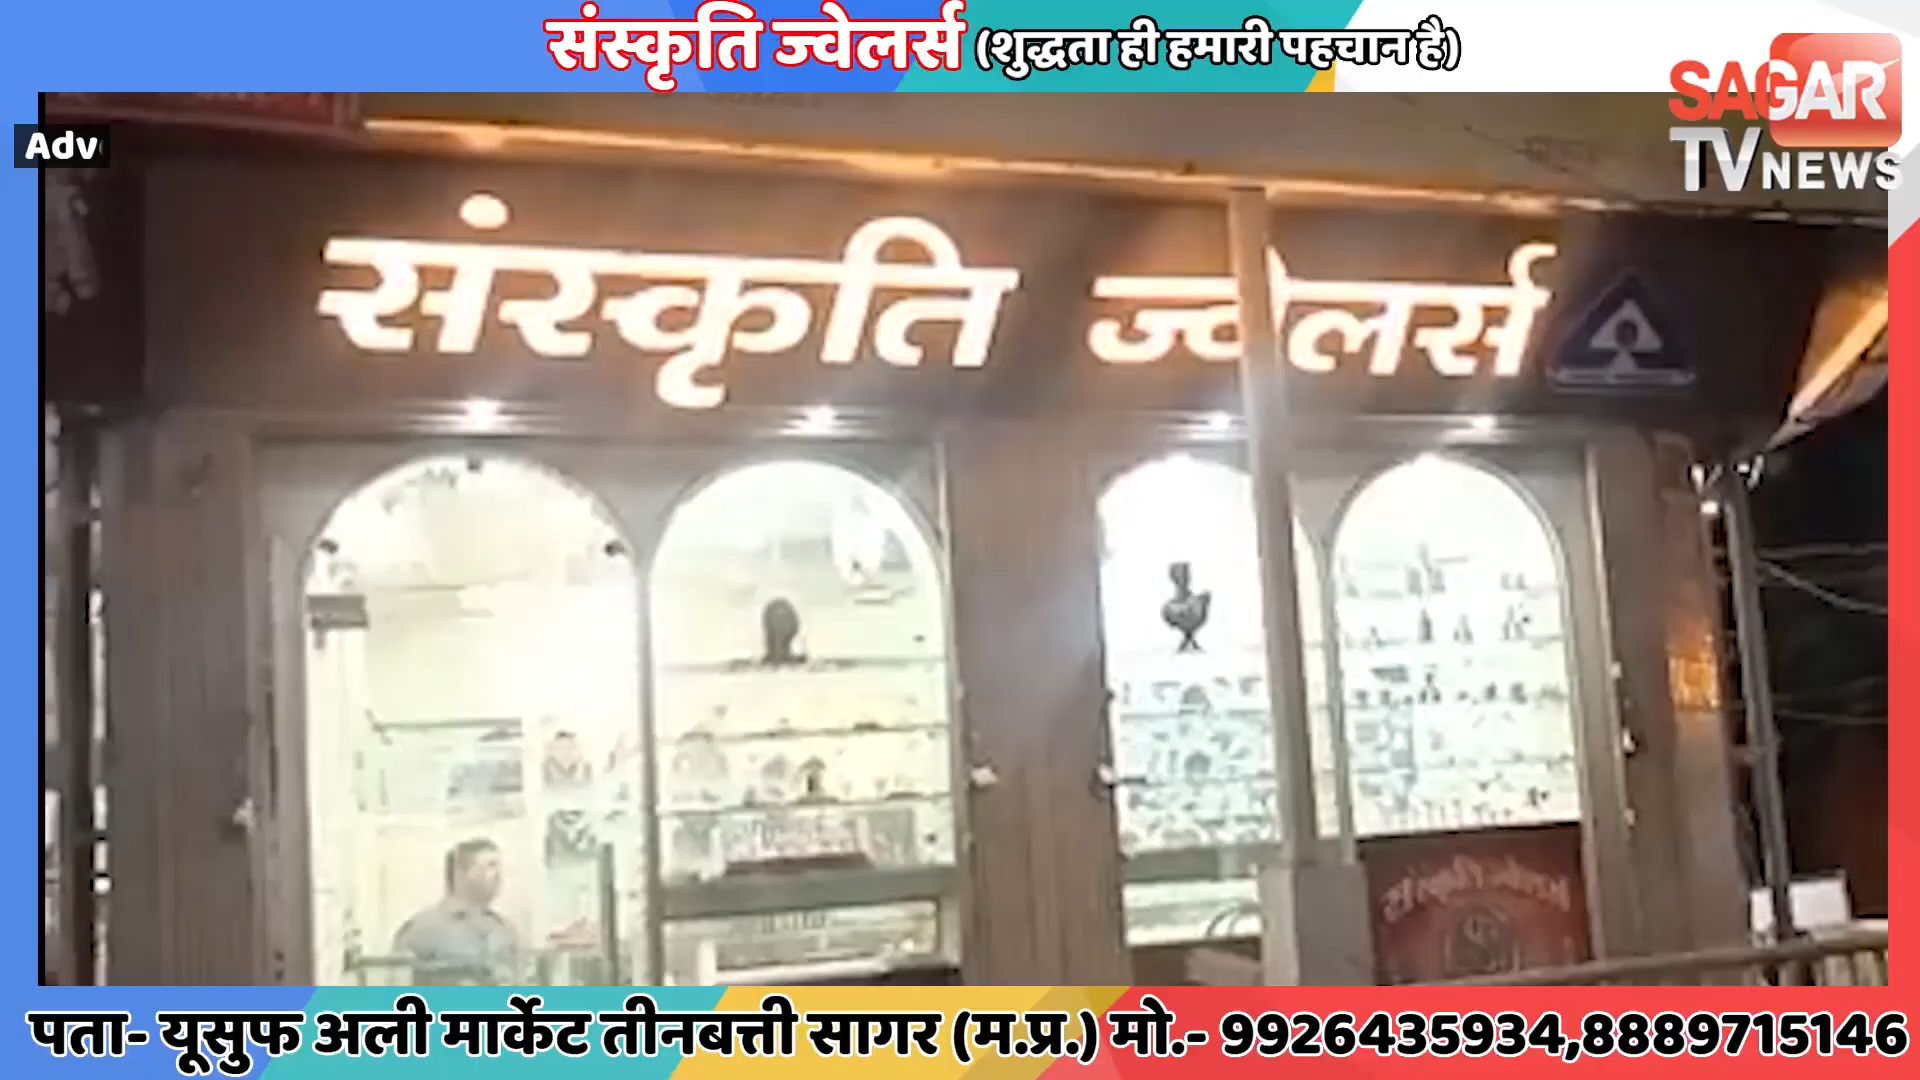 संस्कृति ज्वेलर्स (शुद्धता ही हमारी पहचान है)
SAGAR
TV NEWS
Adv
संस्कृति ज्वेलर्स
पता- यूसुफ अली मार्केट तीनबत्ती सागर (म.प्र.) मो.- 9926435934,8889715146